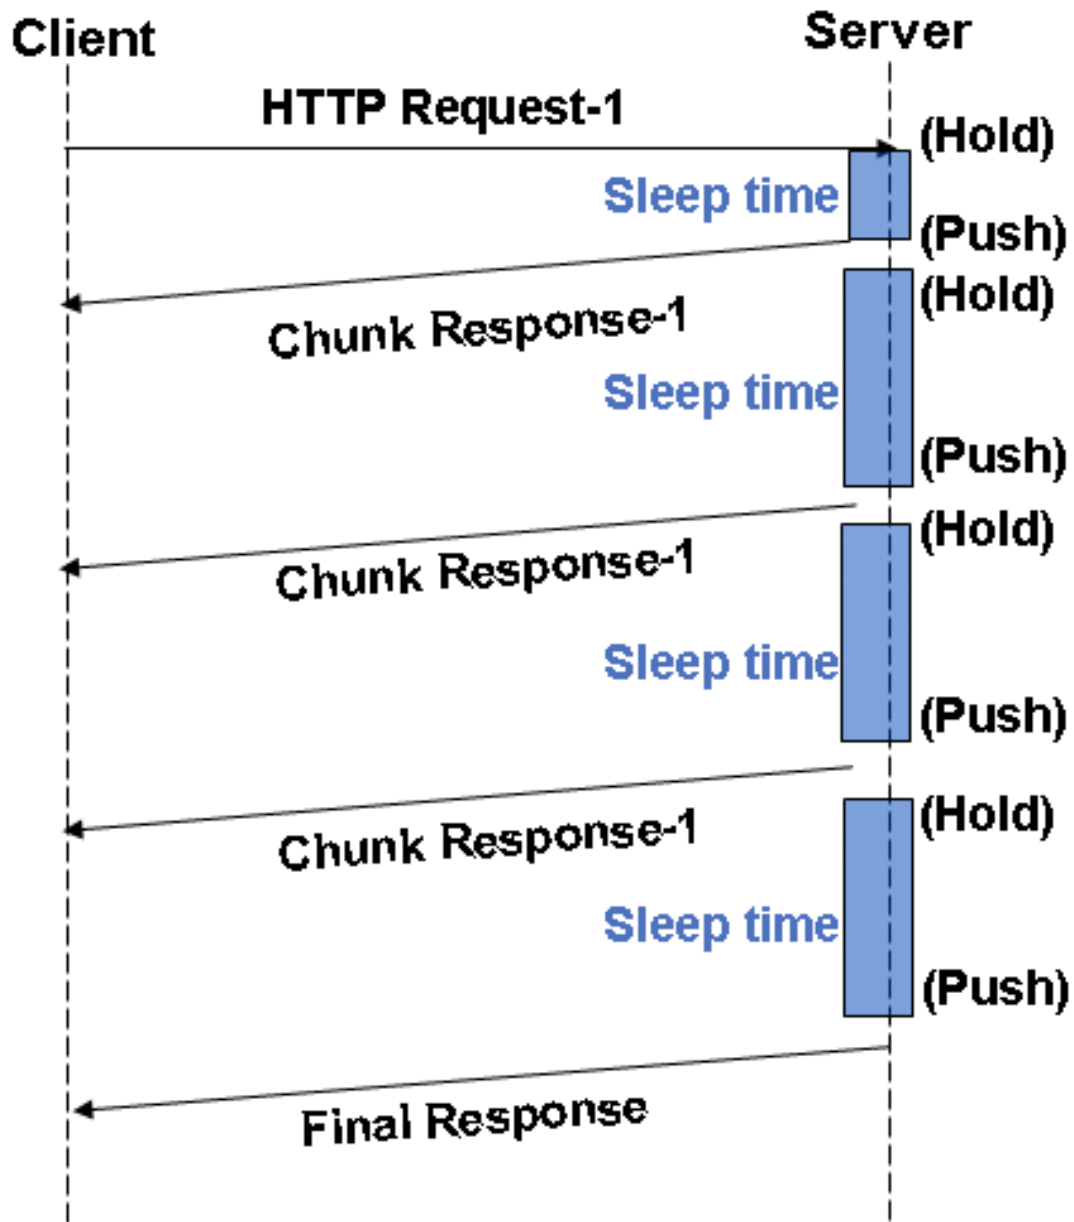 Client
Server
HTTP Request-1
(Hold)
Sleep time
(Push)
(Hold)
Chunk Response-1
Sleep time
(Push)
(Hold)
Chunk Response-1
Sleep time
(Push)
(Hold)
Chunk Response-1
Sleep time
(Push)
Final Response